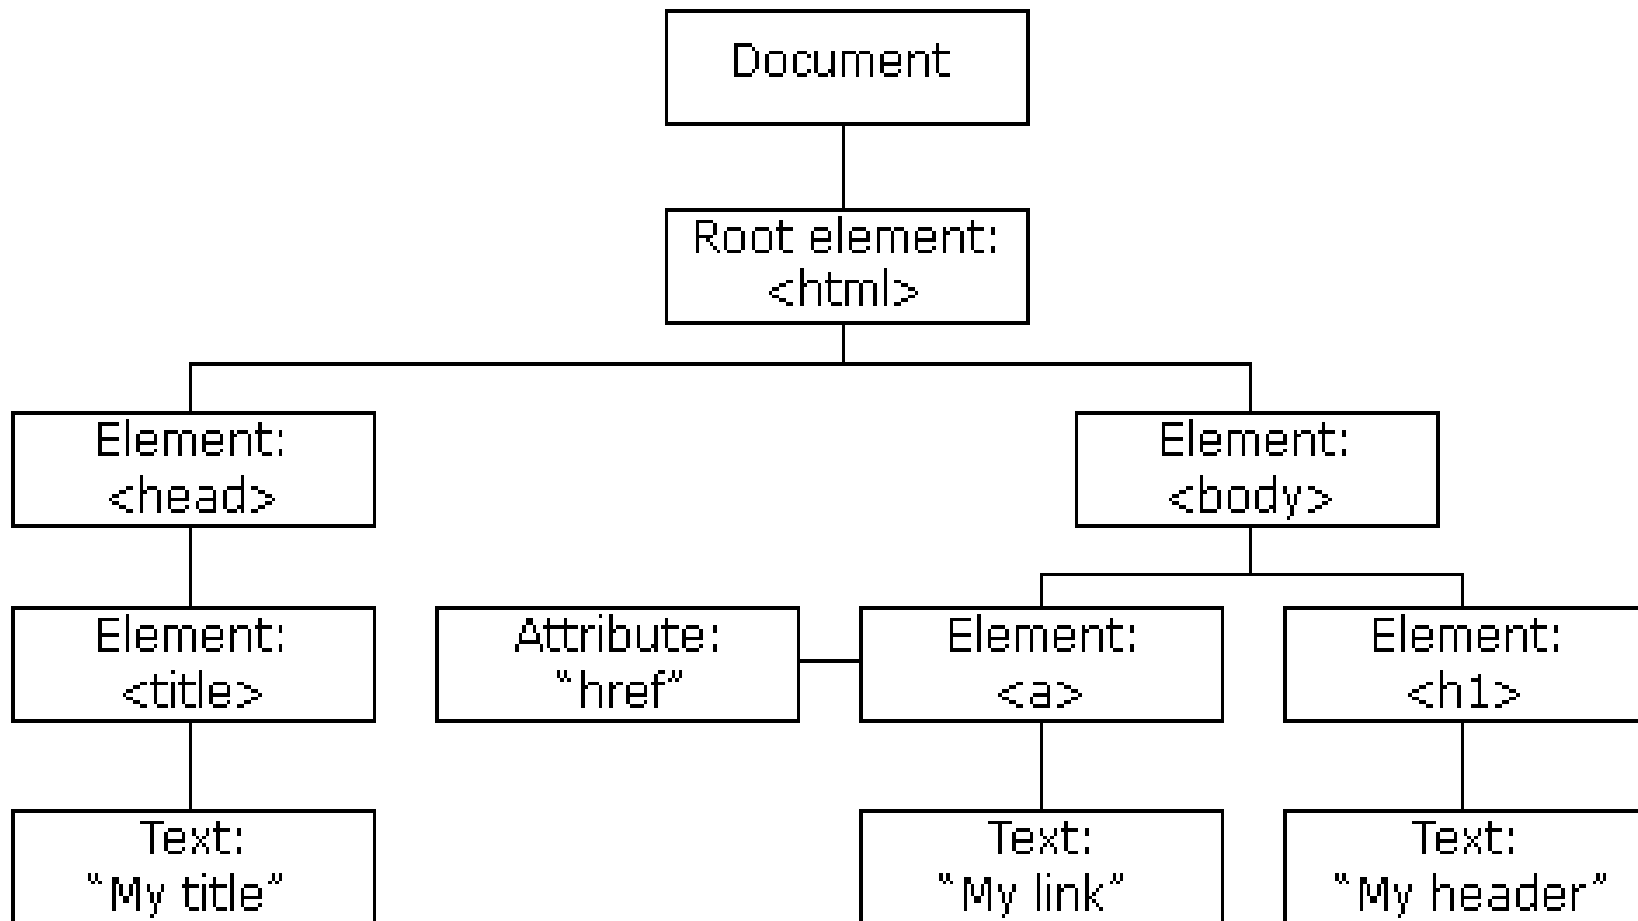 Document
Root element:
<html>
Element:
<head>
Element:
<body>
Element:
<title>
Attribute:
“href”
Element:
<a>
Element:
<h1>
Text:
“My title”
Text:
“My link”
Text:
“My header”